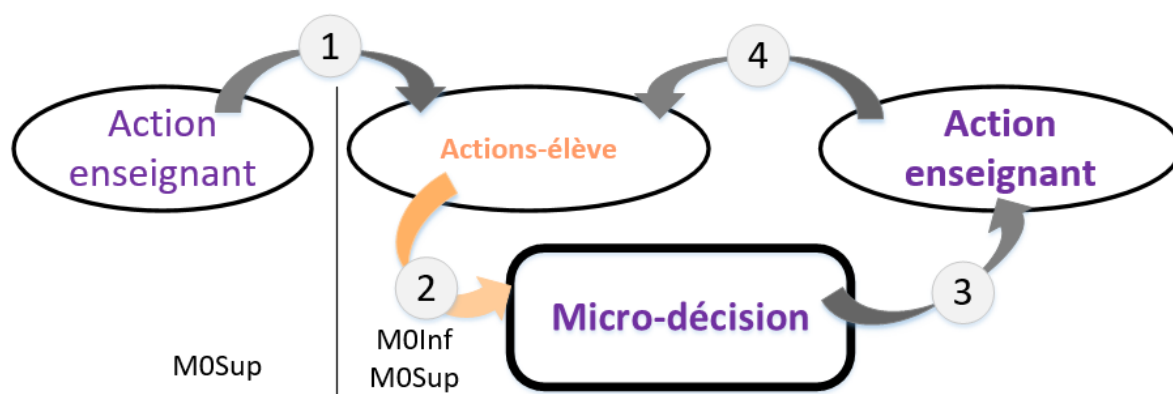 1
4
Action
enseignant
Actions-élève
Action
enseignant
2
3
Micro-décision
M0Inf
M0Sup
M0Sup